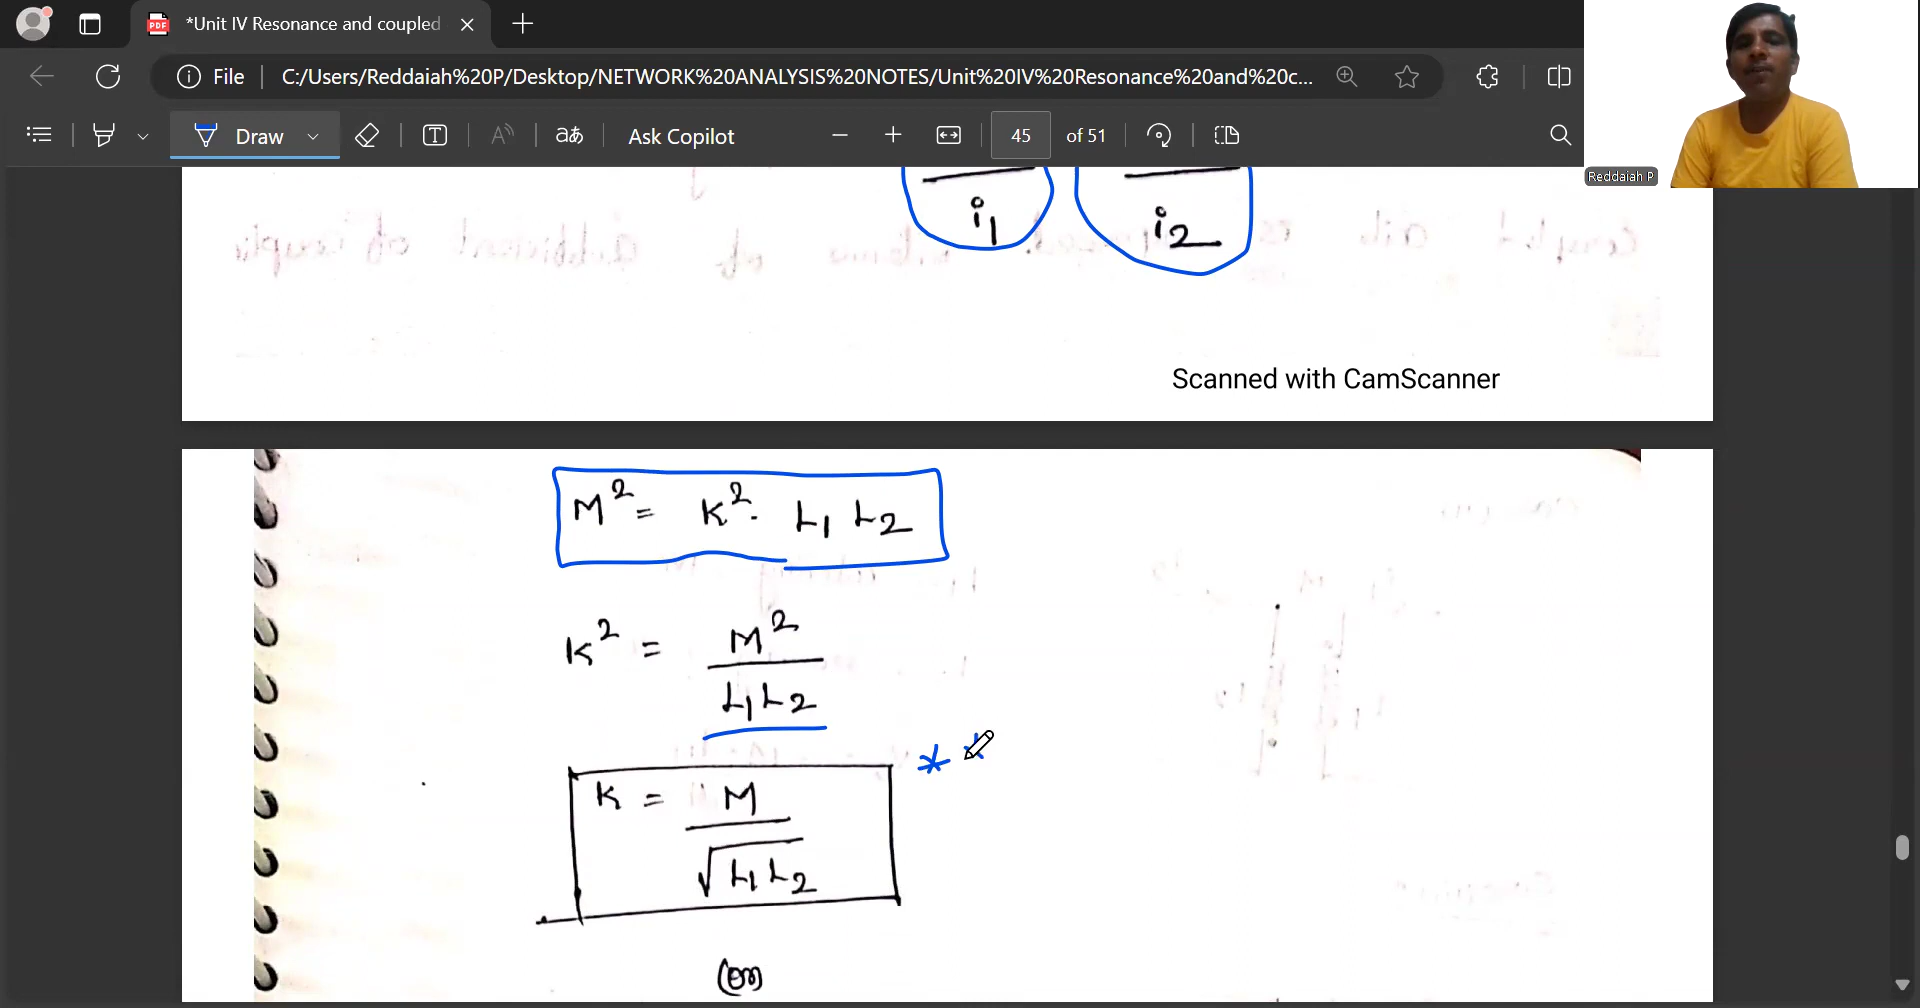 *Unit IV Resonance and coupled
File
C:/Users/Reddaiah%20P/Desktop/NETWORK%20ANALYSIS%20NOTES/Unit%20IV%20Resonance%20and%20c...
Draw
T
aあ
Ask Copilot
45 of 51
Reddaiah P
i₁ i₂
Scanned with CamScanner
M² = K². L₁ L₂
K² = M² / L₁L₂
* *
K = M / √L₁L₂
(or)